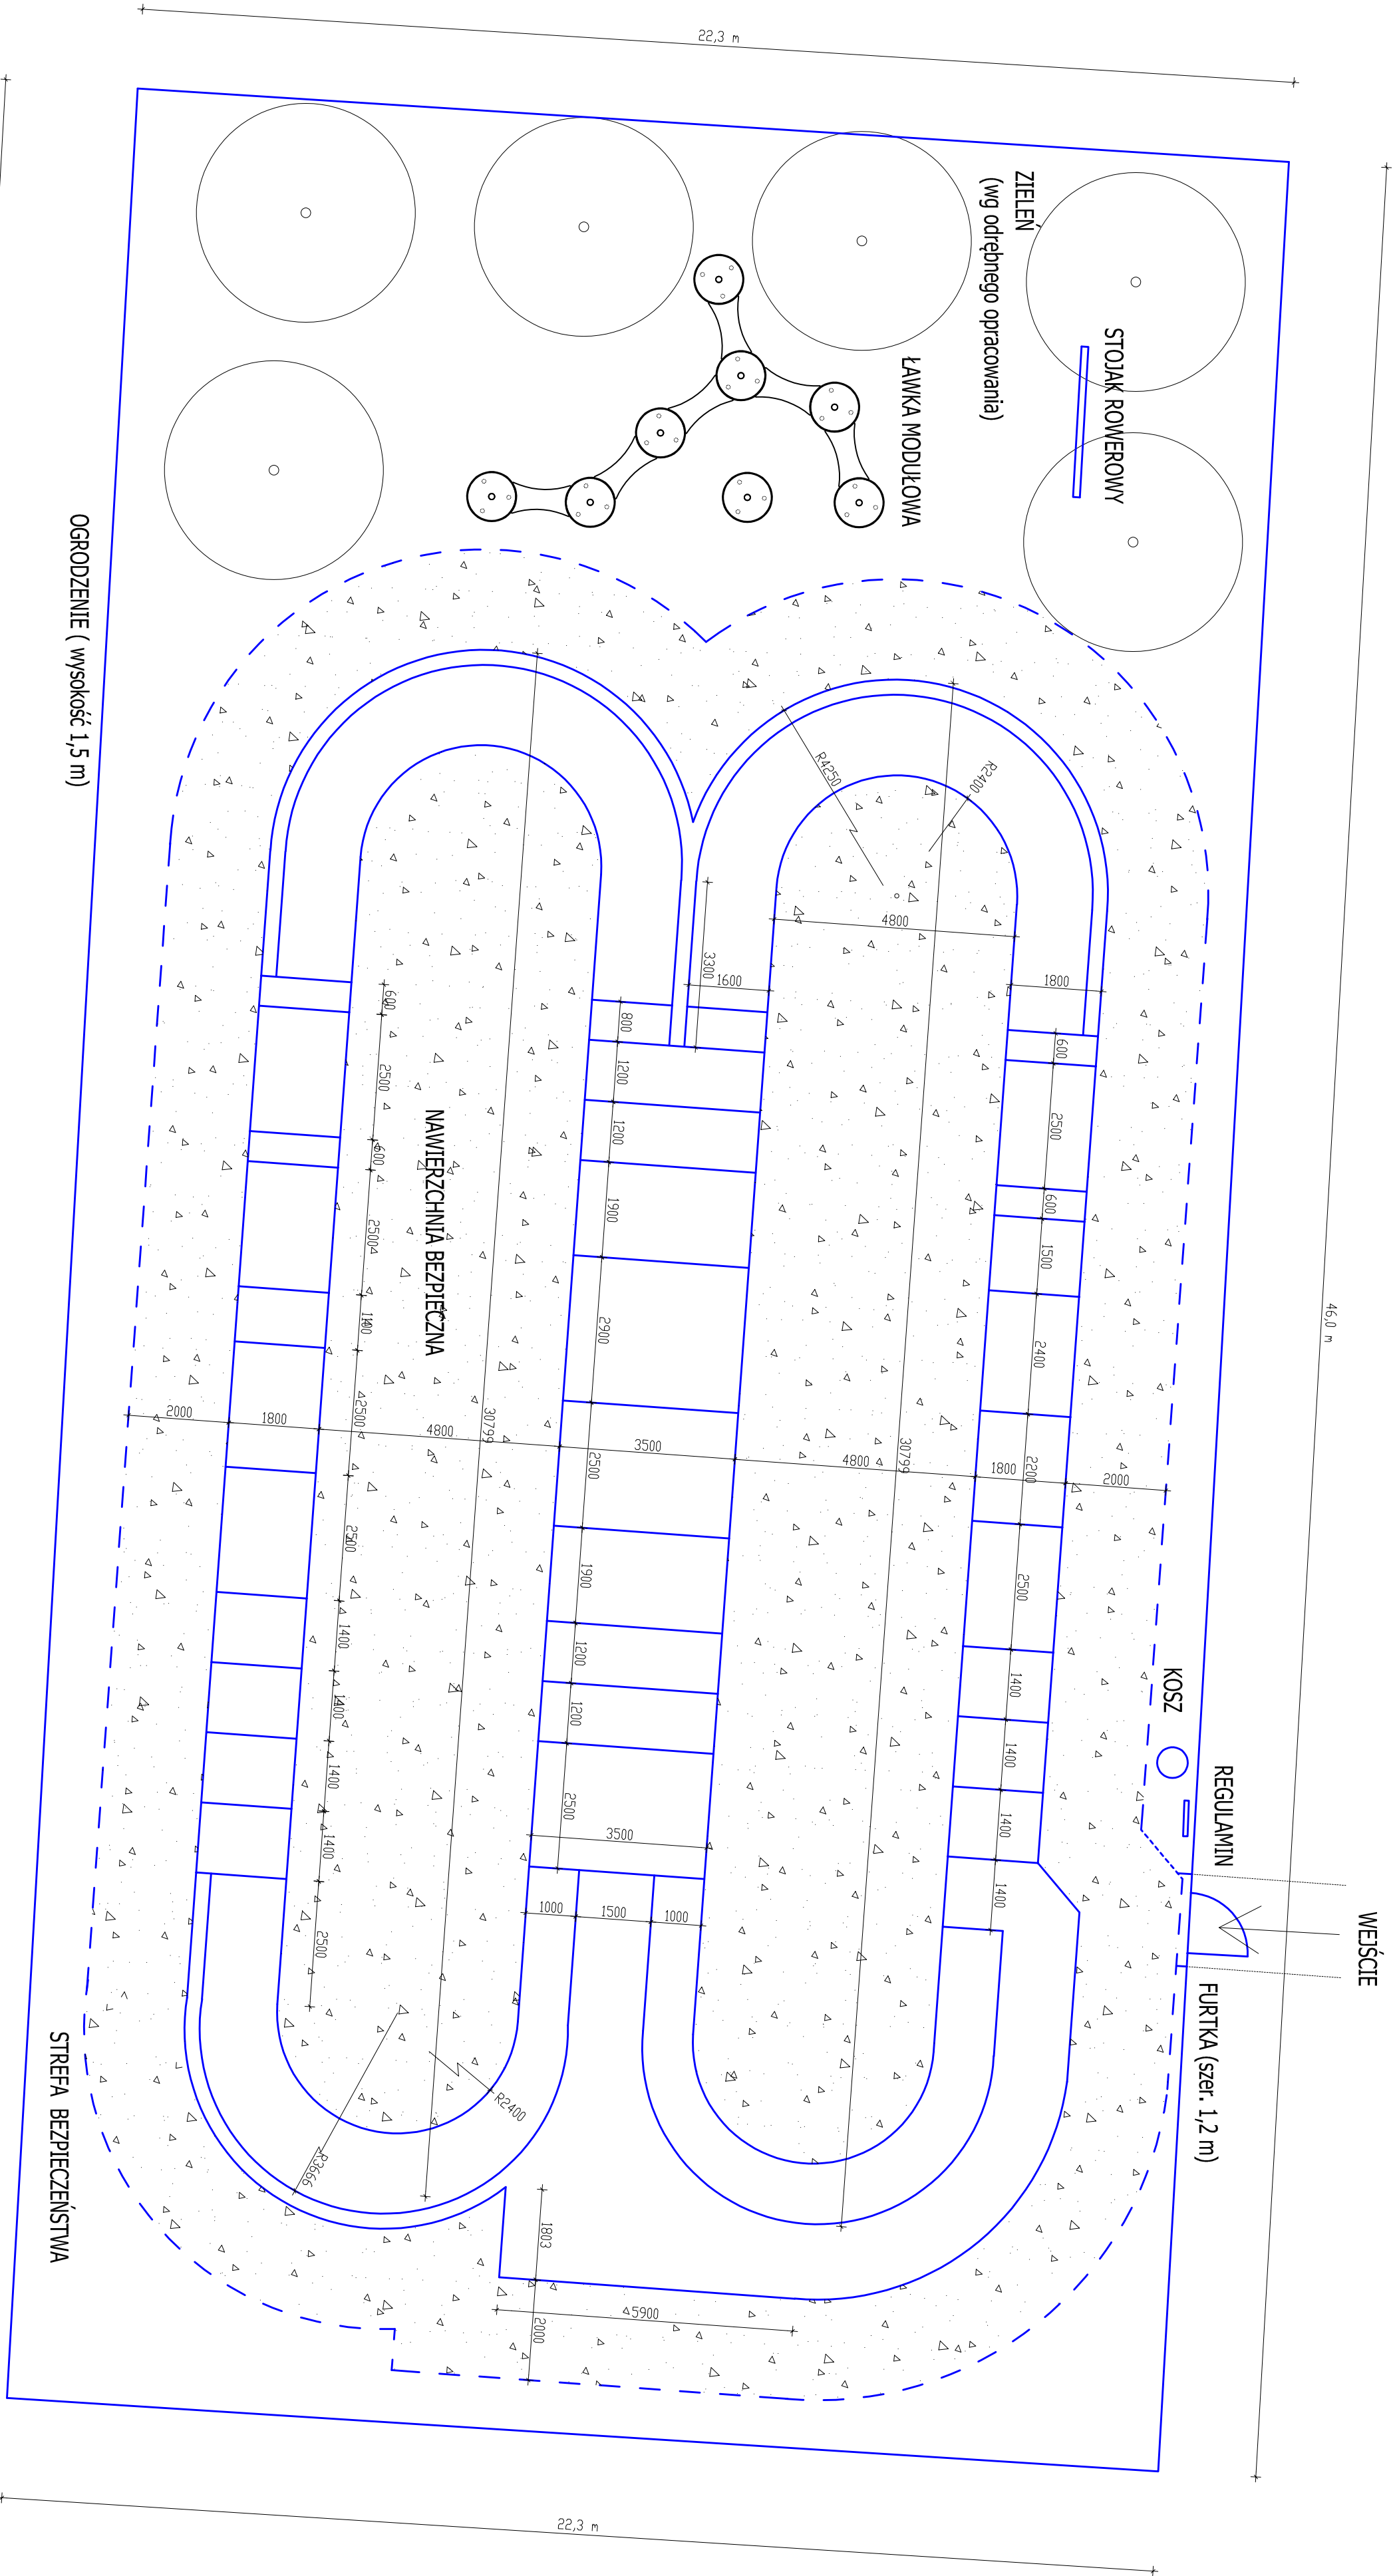 22,3 m
ZIELEŃ
(wg odrębnego opracowania)
STOJAK ROWEROWY
ŁAWKA MODUŁOWA
OGRODZENIE ( wysokość 1,5 m)
R4250
R2400
4800
3300
1600
1800
600
800
600
1200
2500
2500
1200
600
600
1900
1500
2500
NAWIERZCHNIA BEZPIECZNA
46,0 m
1100
2900
2400
2000
1800
2500
4800
30799
3500
2500
4800
30799
1800
2200
2000
2500
1900
2500
1400
1200
1400
KOSZ
1400
1200
1400
REGULAMIN
1400
2500
1400
1400
3500
1400
WEJŚCIE
FURTKA (szer. 1,2 m)
2500
1000
1500
1000
STREFA BEZPIECZEŃSTWA
R2400
R3666
1803
5900
2000
22,3 m